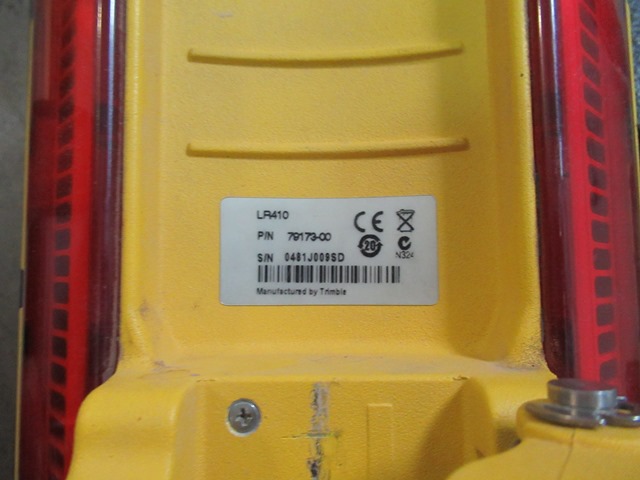 LR410
P/N 79173-00
S/N 0481J009SD
Manufactured by Trimble
CE
20
N324